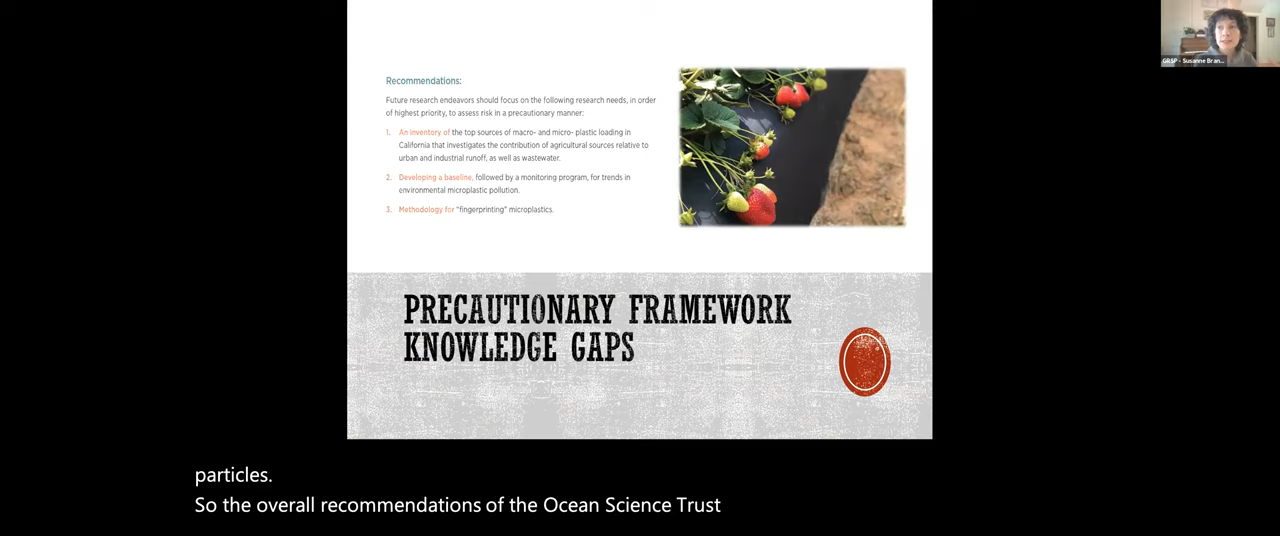 GRSP - Susanne Bran...
Recommendations:
Future research endeavors should focus on the following research needs, in order
of highest priority, to assess risk in a precautionary manner:
1. An inventory of the top sources of macro- and micro- plastic loading in
California that investigates the contribution of agricultural sources relative to
urban and industrial runoff, as well as wastewater.
2. Developing a baseline, followed by a monitoring program, for trends in
environmental microplastic pollution.
3. Methodology for "fingerprinting" microplastics.
PRECAUTIONARY FRAMEWORK
KNOWLEDGE GAPS
particles.
So the overall recommendations of the Ocean Science Trust